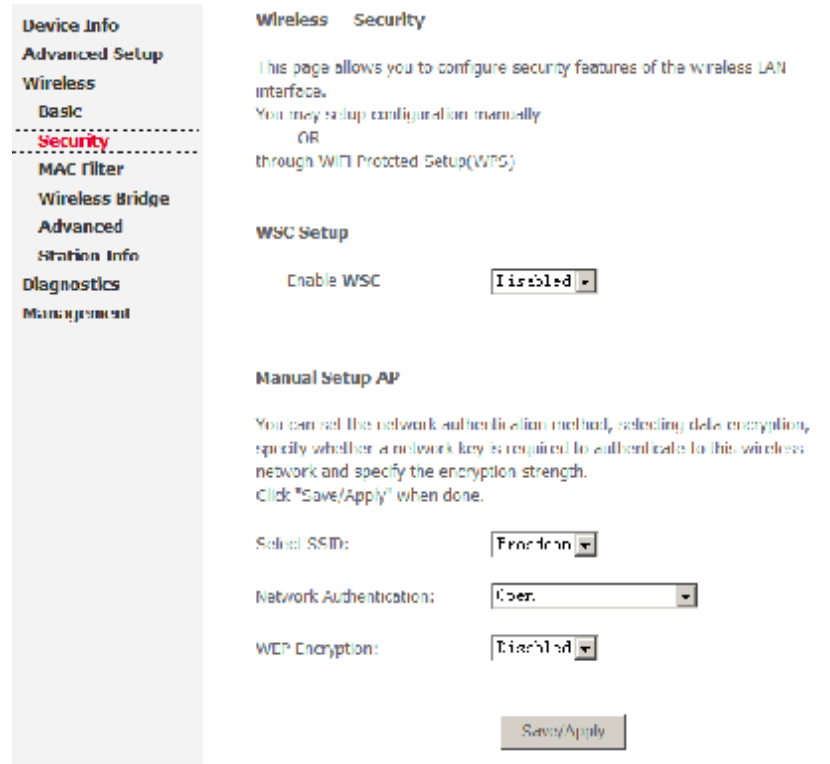 Device Info
Advanced Setup
Wireless
Basic
Security
MAC Filter
Wireless Bridge
Advanced
Station Info
Diagnostics
Management
Wireless Security
This page allows you to configure security features of the wireless LAN
interface.
You may setup configuration manually
OR
through WiFi Protcted Setup(WPS)
WSC Setup
Enable WSC
Disabled
Manual Setup AP
You can set the network authentication method, selecting data encryption,
specify whether a network key is required to authenticate to this wireless
network and specify the encryption strength.
Click "Save/Apply" when done.
Select SSID:
Network Authentication:
Open
WEP Encryption:
Disabled
Save/Apply